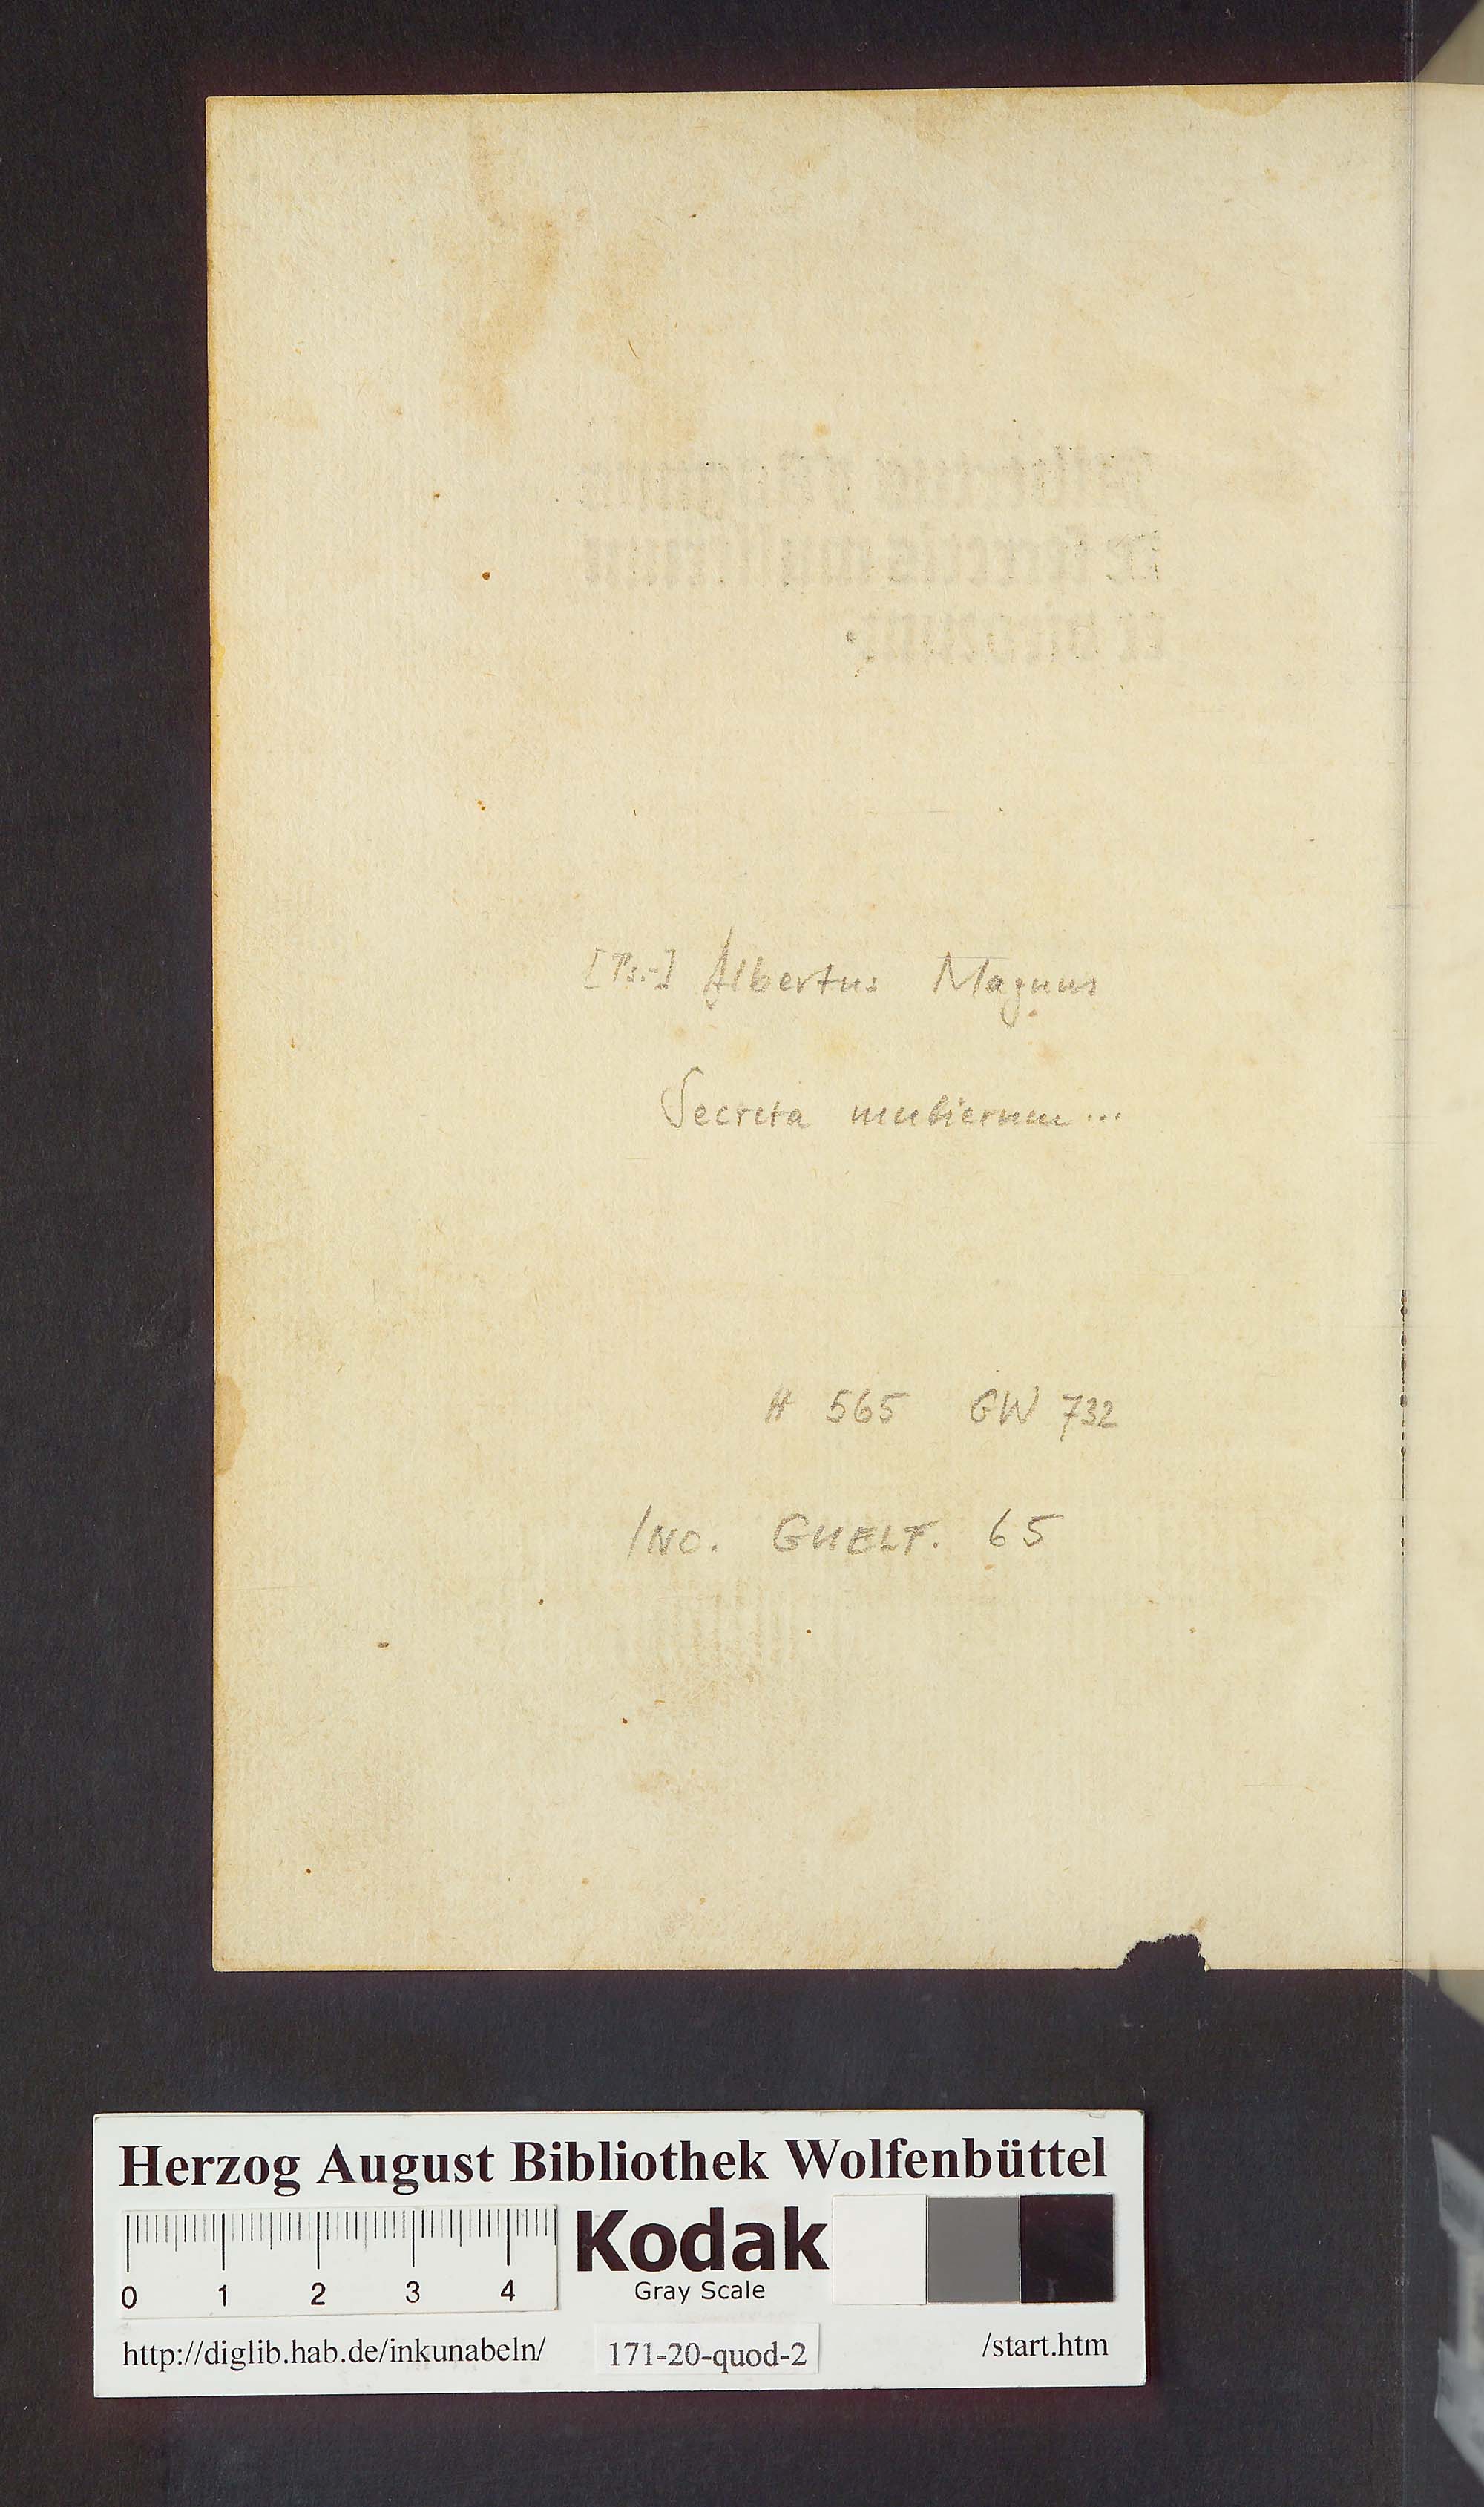 [Ps.-] Albertus Magnus
Secreta mulierum...
H 565 GW 732
INC. GUELF. 65
Herzog August Bibliothek Wolfenbüttel
0 1 2 3 4
Kodak
Gray Scale
http://diglib.hab.de/inkunabeln/ 171-20-quod-2 /start.htm